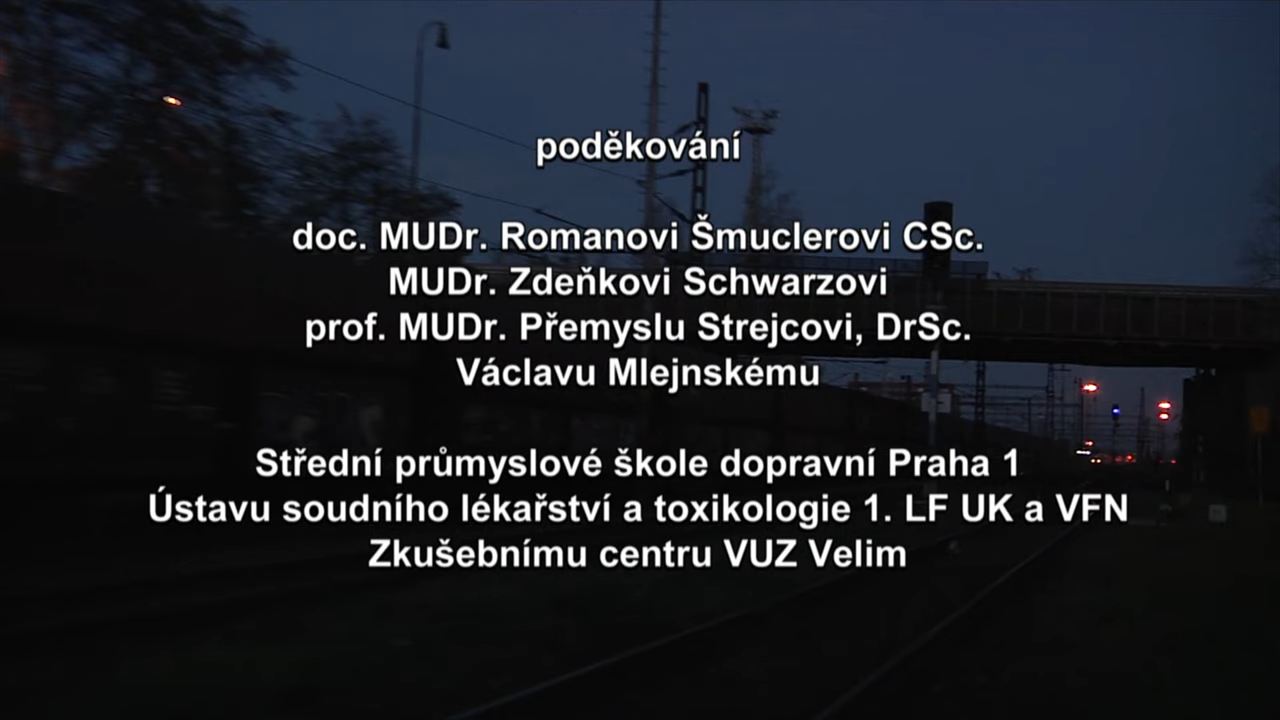 poděkování
doc. MUDr. Romanovi Šmuclerovi CSc.
MUDr. Zdeňkovi Schwarzovi
prof. MUDr. Přemyslu Strejcovi, DrSc.
Václavu Mlejnskému
Střední průmyslové škole dopravní Praha 1
Ústavu soudního lékařství a toxikologie 1. LF UK a VFN
Zkušebnímu centru VUZ Velim